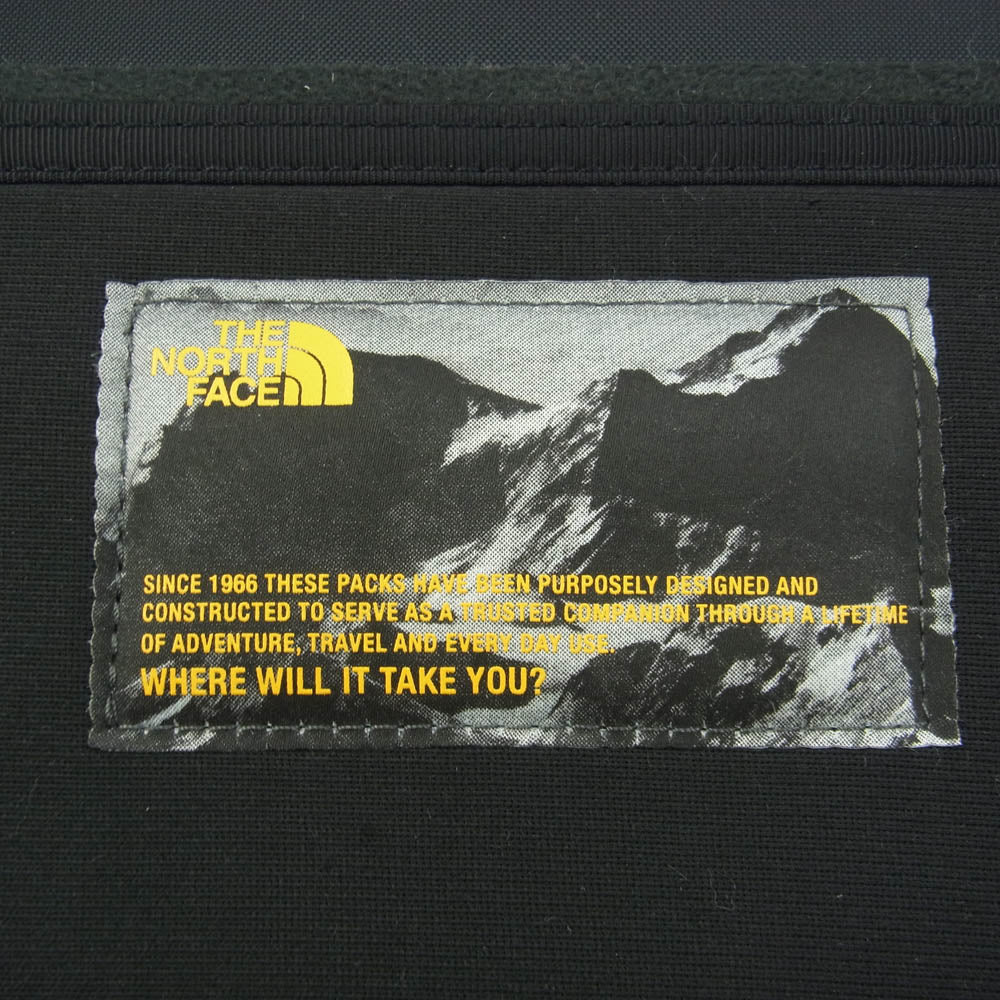 THE
NORTH
FACE
SINCE 1966 THESE PACKS HAVE BEEN PURPOSELY DESIGNED AND
CONSTRUCTED TO SERVE AS A TRUSTED COMPANION THROUGH A LIFETIME
OF ADVENTURE, TRAVEL AND EVERY DAY USE.
WHERE WILL IT TAKE YOU?